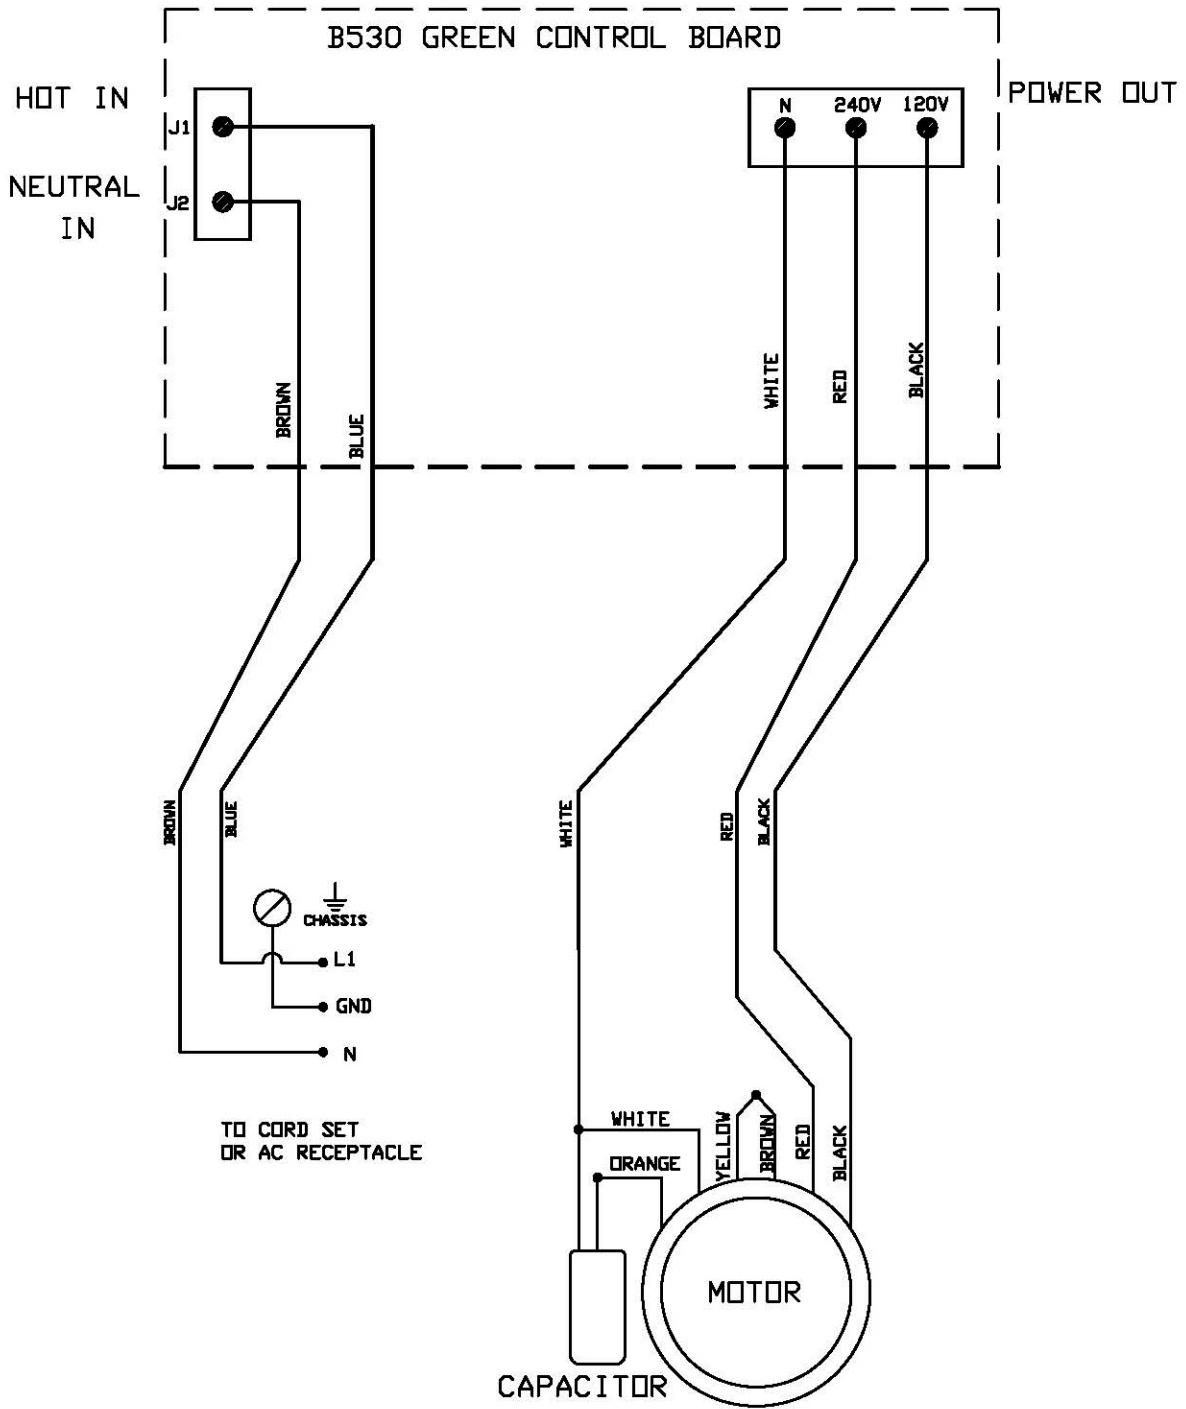 B530 GREEN CONTROL BOARD
HOT IN
J1
NEUTRAL
IN
J2
N
240V
120V
POWER OUT
BROWN
BLUE
WHITE
RED
BLACK
BROWN
BLUE
WHITE
RED
BLACK
CHASSIS
L1
GND
N
TO CORD SET
OR AC RECEPTACLE
WHITE
ORANGE
YELLOW
BROWN
RED
BLACK
MOTOR
CAPACITOR